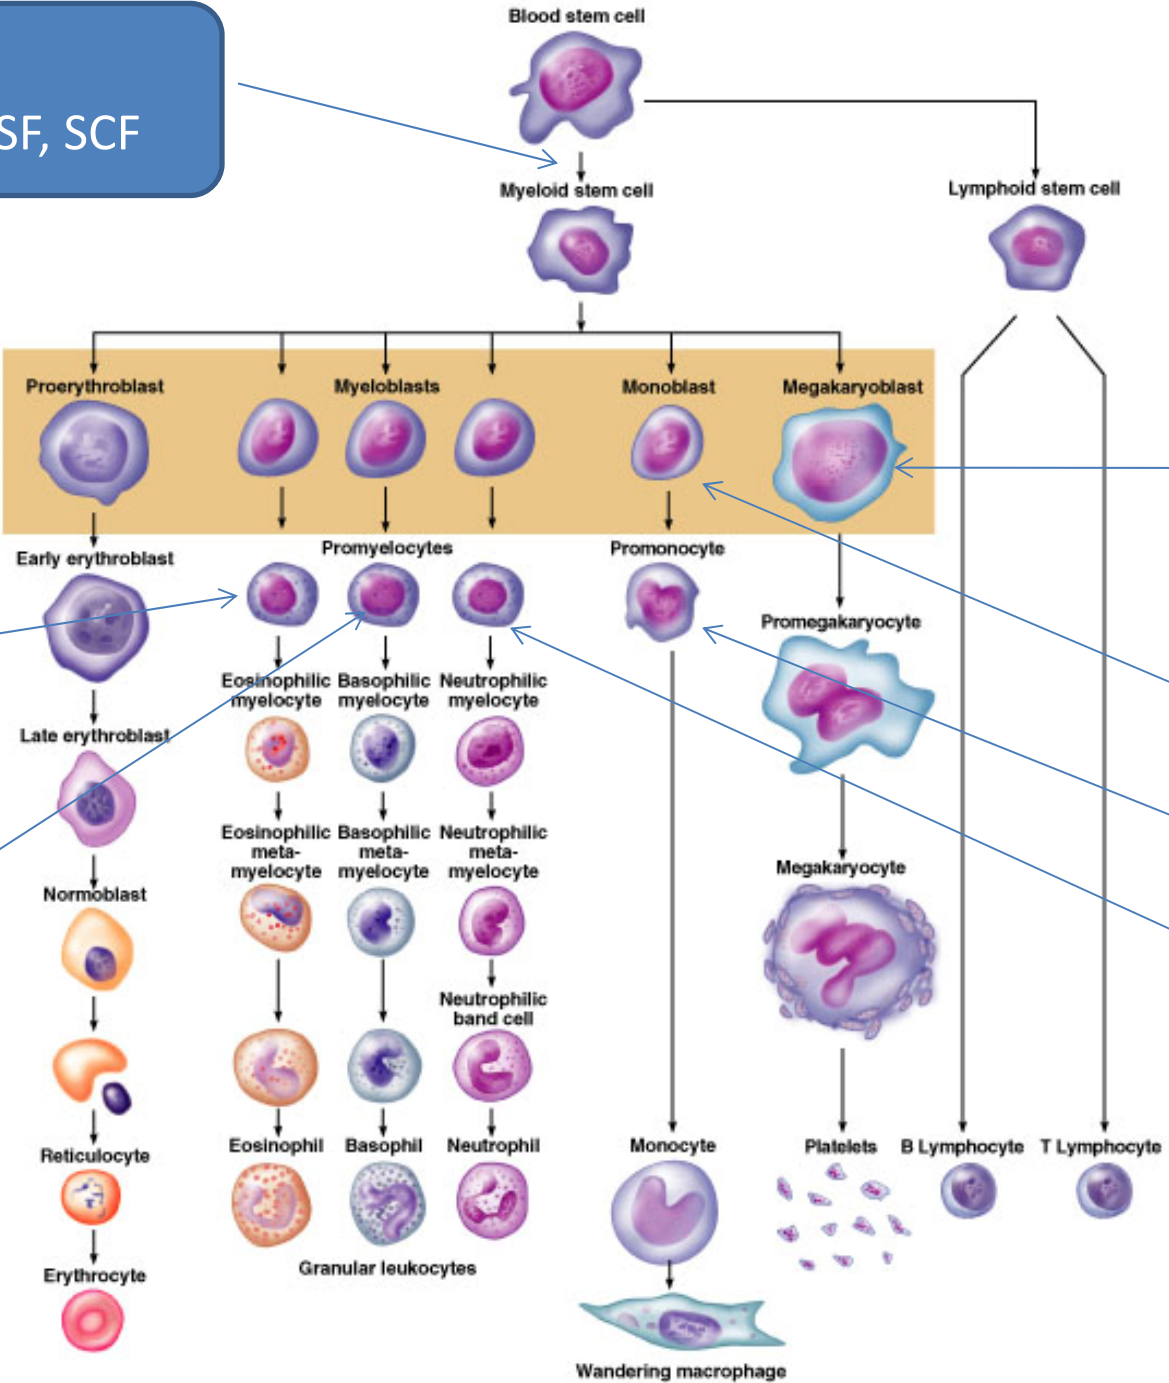 Blood stem cell
SF, SCF
Myeloid stem cell
Lymphoid stem cell
Proerythroblast
Myeloblasts
Monoblast
Megakaryoblast
Early erythroblast
Promyelocytes
Promonocyte
Promegakaryocyte
Eosinophilic
myelocyte
Basophilic
myelocyte
Neutrophilic
myelocyte
Late erythroblast
Eosinophilic
meta-
myelocyte
Basophilic
meta-
myelocyte
Neutrophilic
meta-
myelocyte
Megakaryocyte
Normoblast
Neutrophilic
band cell
Reticulocyte
Eosinophil
Basophil
Neutrophil
Monocyte
Platelets
B Lymphocyte
T Lymphocyte
Granular leukocytes
Erythrocyte
Wandering macrophage